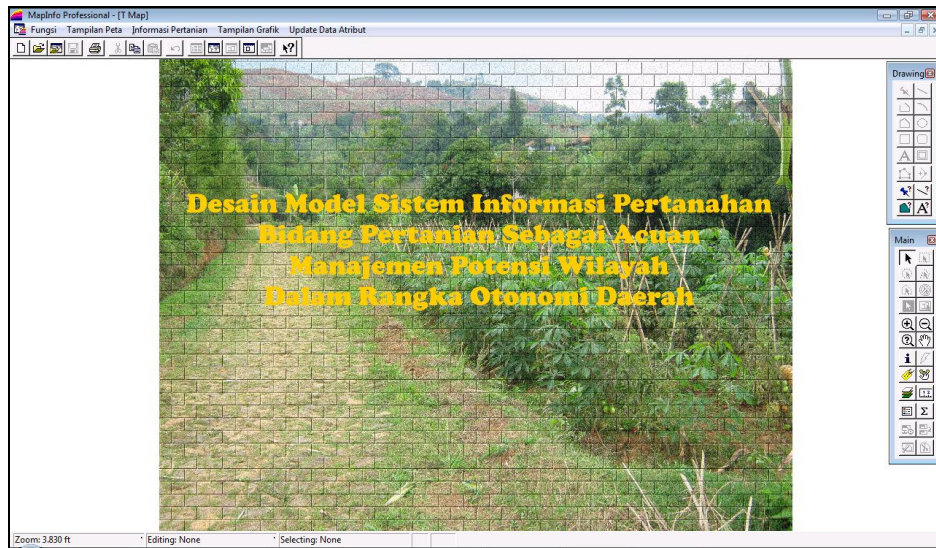 MapInfo Professional - [T Map]
Fungsi Tampilan Peta Informasi Pertanian Tampilan Grafik Update Data Atribut
Drawing
Desain Model Sistem Informasi Pertanahan
Bidang Pertanian Sebagai Acuan
Manajemen Potensi Wilayah
Dalam Rangka Otonomi Daerah
Main
Zoom: 3.830 ft Editing: None Selecting: None